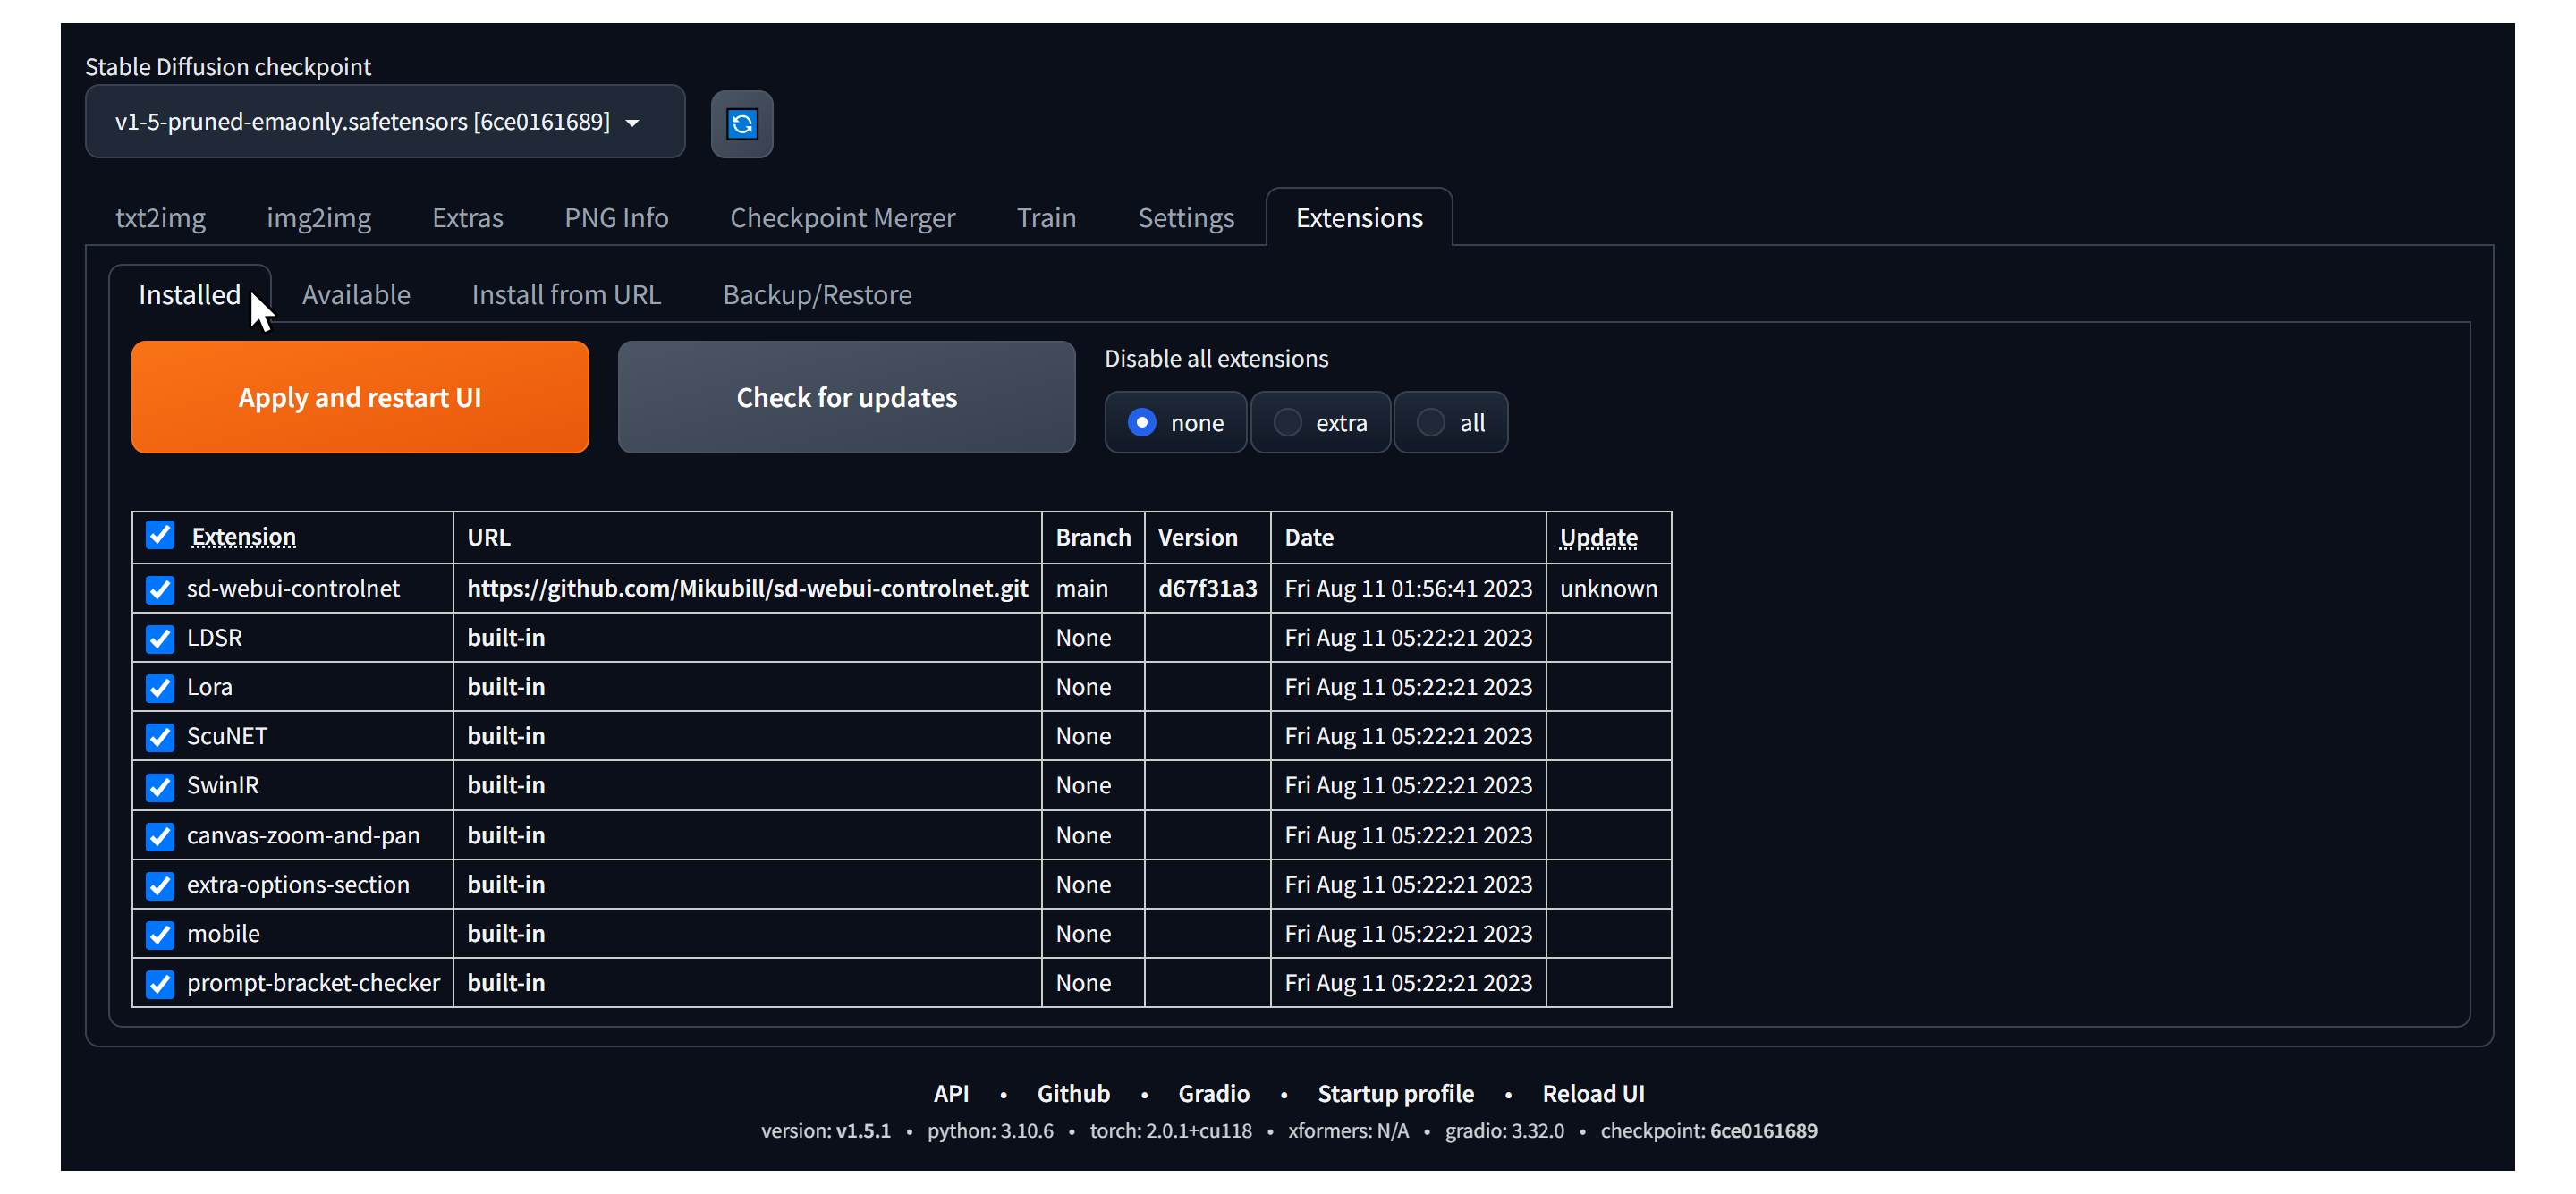 Stable Diffusion checkpoint
v1-5-pruned-emaonly.safetensors [6ce0161689]
txt2img img2img Extras PNG Info Checkpoint Merger Train Settings Extensions
Installed Available Install from URL Backup/Restore
Disable all extensions
Apply and restart UI Check for updates
none extra all
Extension URL Branch Version Date Update
sd-webui-controlnet https://github.com/Mikubill/sd-webui-controlnet.git main d67f31a3 Fri Aug 11 01:56:41 2023 unknown
LDSR built-in None Fri Aug 11 05:22:21 2023
Lora built-in None Fri Aug 11 05:22:21 2023
ScuNET built-in None Fri Aug 11 05:22:21 2023
SwinIR built-in None Fri Aug 11 05:22:21 2023
canvas-zoom-and-pan built-in None Fri Aug 11 05:22:21 2023
extra-options-section built-in None Fri Aug 11 05:22:21 2023
mobile built-in None Fri Aug 11 05:22:21 2023
prompt-bracket-checker built-in None Fri Aug 11 05:22:21 2023
API • Github • Gradio • Startup profile • Reload UI
version: v1.5.1 • python: 3.10.6 • torch: 2.0.1+cu118 • xformers: N/A • gradio: 3.32.0 • checkpoint: 6ce0161689